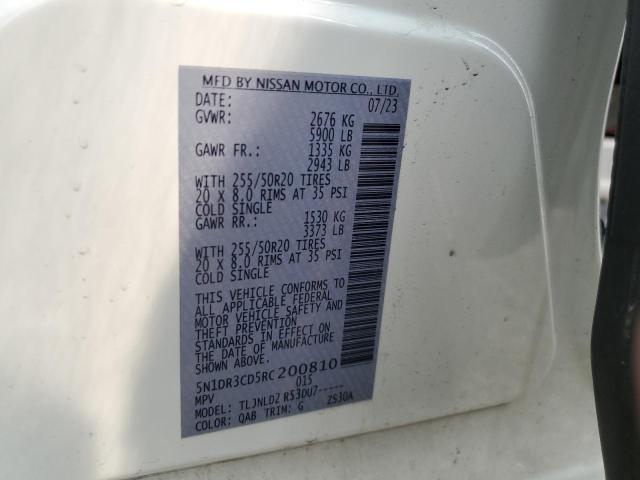 MFD BY NISSAN MOTOR CO., LTD.
DATE: 07/23
GVWR: 2676 KG
5900 LB
GAWR FR.: 1335 KG
2943 LB
WITH 255/50R20 TIRES
20 X 8.0 RIMS AT 35 PSI
COLD SINGLE
GAWR RR.: 1530 KG
3373 LB
WITH 255/50R20 TIRES
20 X 8.0 RIMS AT 35 PSI
COLD SINGLE
THIS VEHICLE CONFORMS TO
ALL APPLICABLE FEDERAL
MOTOR VEHICLE SAFETY AND
THEFT PREVENTION
STANDARDS IN EFFECT ON
THE DATE OF MANUFACTURE
SHOWN ABOVE.
5N1DR3CD5RC200810
MPV 015
MODEL: TLJNLDZ R53DU7-----
COLOR: QAB TRIM: G ZS30A